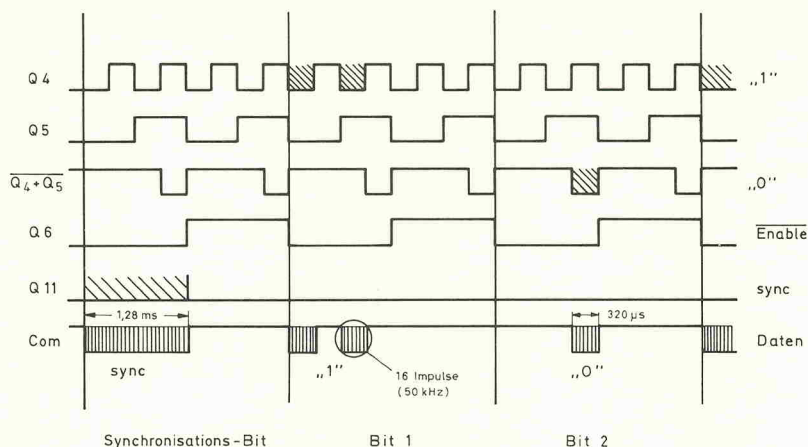 Q 4 „1"
Q 5
Q4 + Q5 „0"
Q 6 Enable
Q 11 sync
1,28 ms 320 µs
Com Daten
sync „1" „0"
16 Impulse
(50 kHz)
Synchronisations-Bit Bit 1 Bit 2